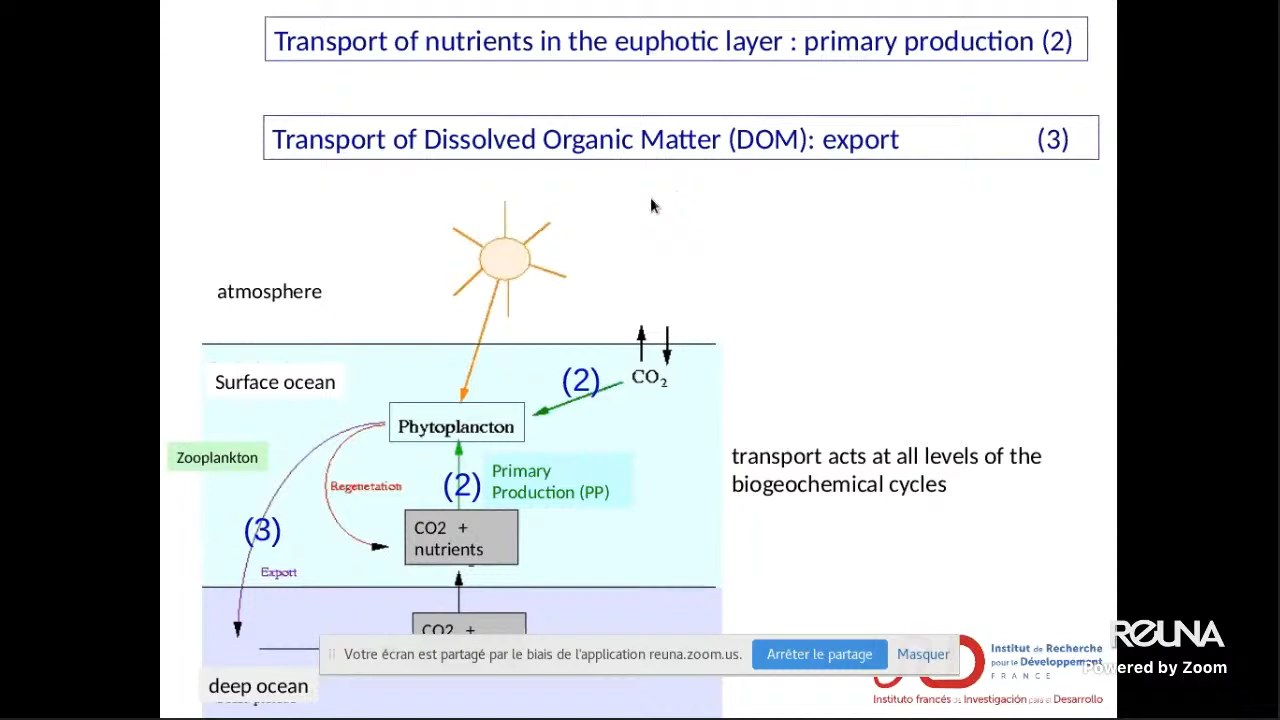 Transport of nutrients in the euphotic layer : primary production (2)
Transport of Dissolved Organic Matter (DOM): export (3)
atmosphere
Surface ocean
(2)
CO2
Phytoplancton
Zooplankton
Regenetation
(2)
Primary
Production (PP)
transport acts at all levels of the
biogeochemical cycles
(3)
CO2 +
nutrients
Export
CO2 +
Votre écran est partagé par le biais de l'application reuna.zoom.us.
Arrêter le partage
Masquer
deep ocean
Institut de Recherche
pour le Développement
FRANCE
Instituto francés de Investigación para el Desarrollo
REUNA
Powered by Zoom